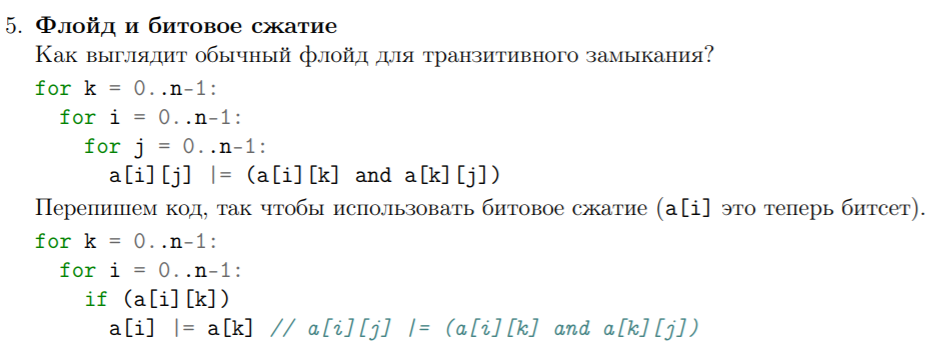 5. Флойд и битовое сжатие
Как выглядит обычный флойд для транзитивного замыкания?
for k = 0..n-1:
  for i = 0..n-1:
    for j = 0..n-1:
      a[i][j] |= (a[i][k] and a[k][j])
Перепишем код, так чтобы использовать битовое сжатие (a[i] это теперь битсет).
for k = 0..n-1:
  for i = 0..n-1:
    if (a[i][k])
      a[i] |= a[k] // a[i][j] |= (a[i][k] and a[k][j])